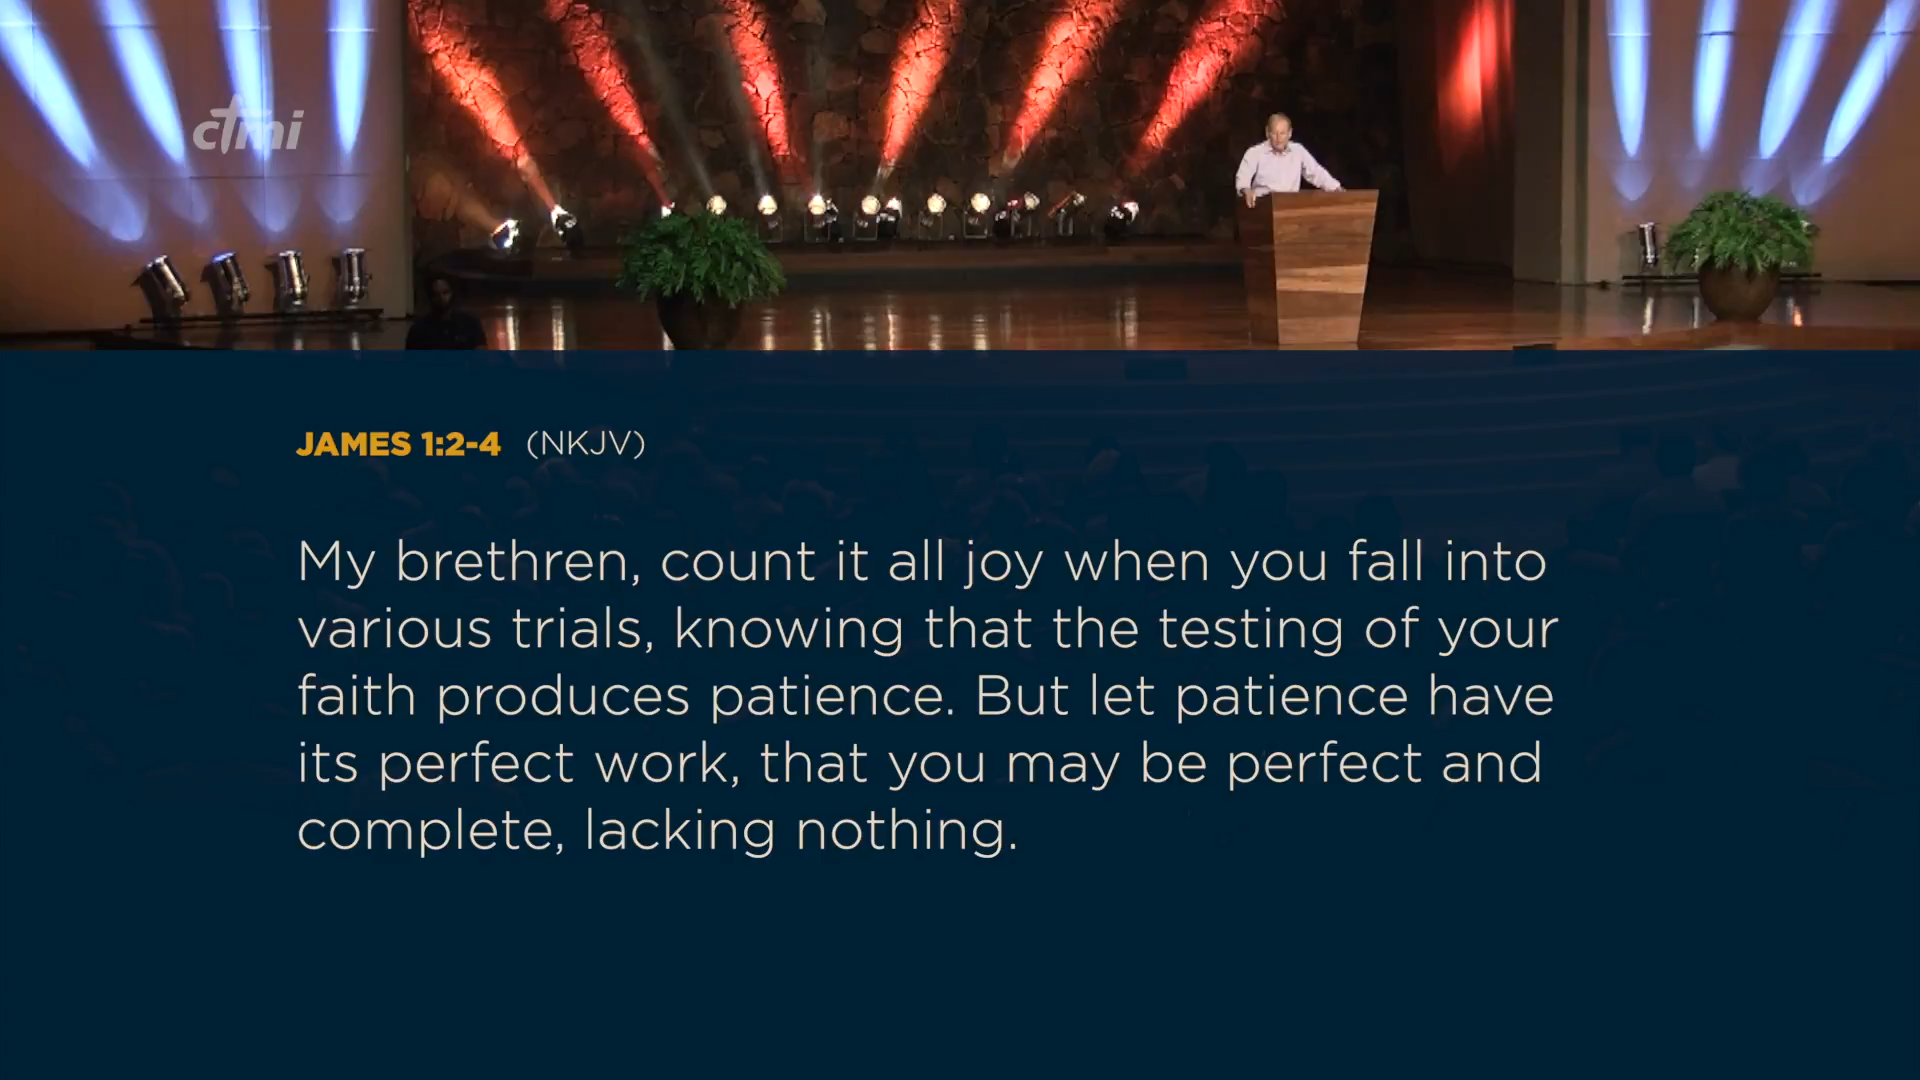 ctmi
JAMES 1:2-4 (NKJV)
My brethren, count it all joy when you fall into
various trials, knowing that the testing of your
faith produces patience. But let patience have
its perfect work, that you may be perfect and
complete, lacking nothing.